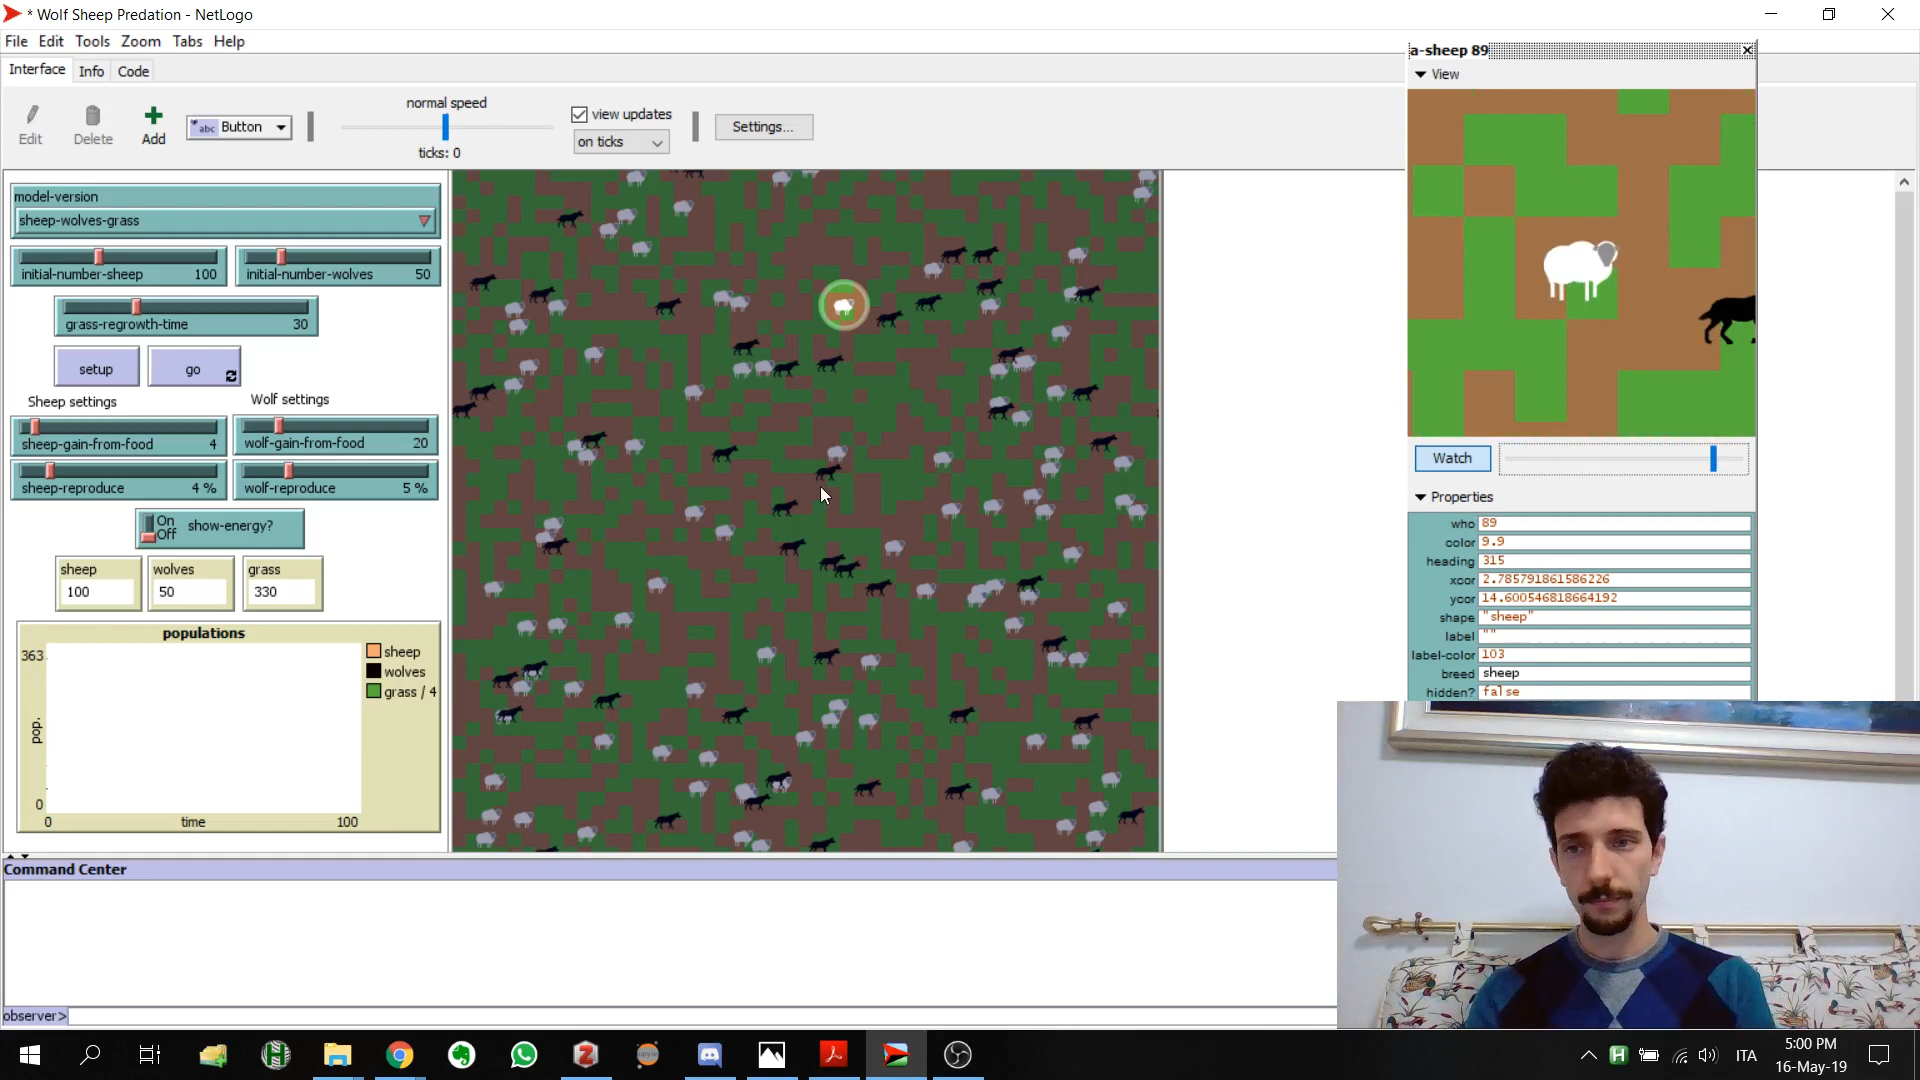 * Wolf Sheep Predation - NetLogo
File Edit Tools Zoom Tabs Help
Interface Info Code
Edit Delete Add abc Button
normal speed
ticks: 0
view updates
on ticks
Settings...
model-version
sheep-wolves-grass
initial-number-sheep 100
initial-number-wolves 50
grass-regrowth-time 30
setup go
Sheep settings Wolf settings
sheep-gain-from-food 4
wolf-gain-from-food 20
sheep-reproduce 4 %
wolf-reproduce 5 %
On
Off
show-energy?
sheep wolves grass
100 50 330
populations
363
pop.
0
0 time 100
sheep
wolves
grass / 4
Command Center
observer>
a-sheep 89
View
Watch
Properties
who 89
color 9.9
heading 315
xcor 2.785791861586226
ycor 14.600546818664192
shape "sheep"
label ""
label-color 103
breed sheep
hidden? false
ITA
5:00 PM
16-May-19